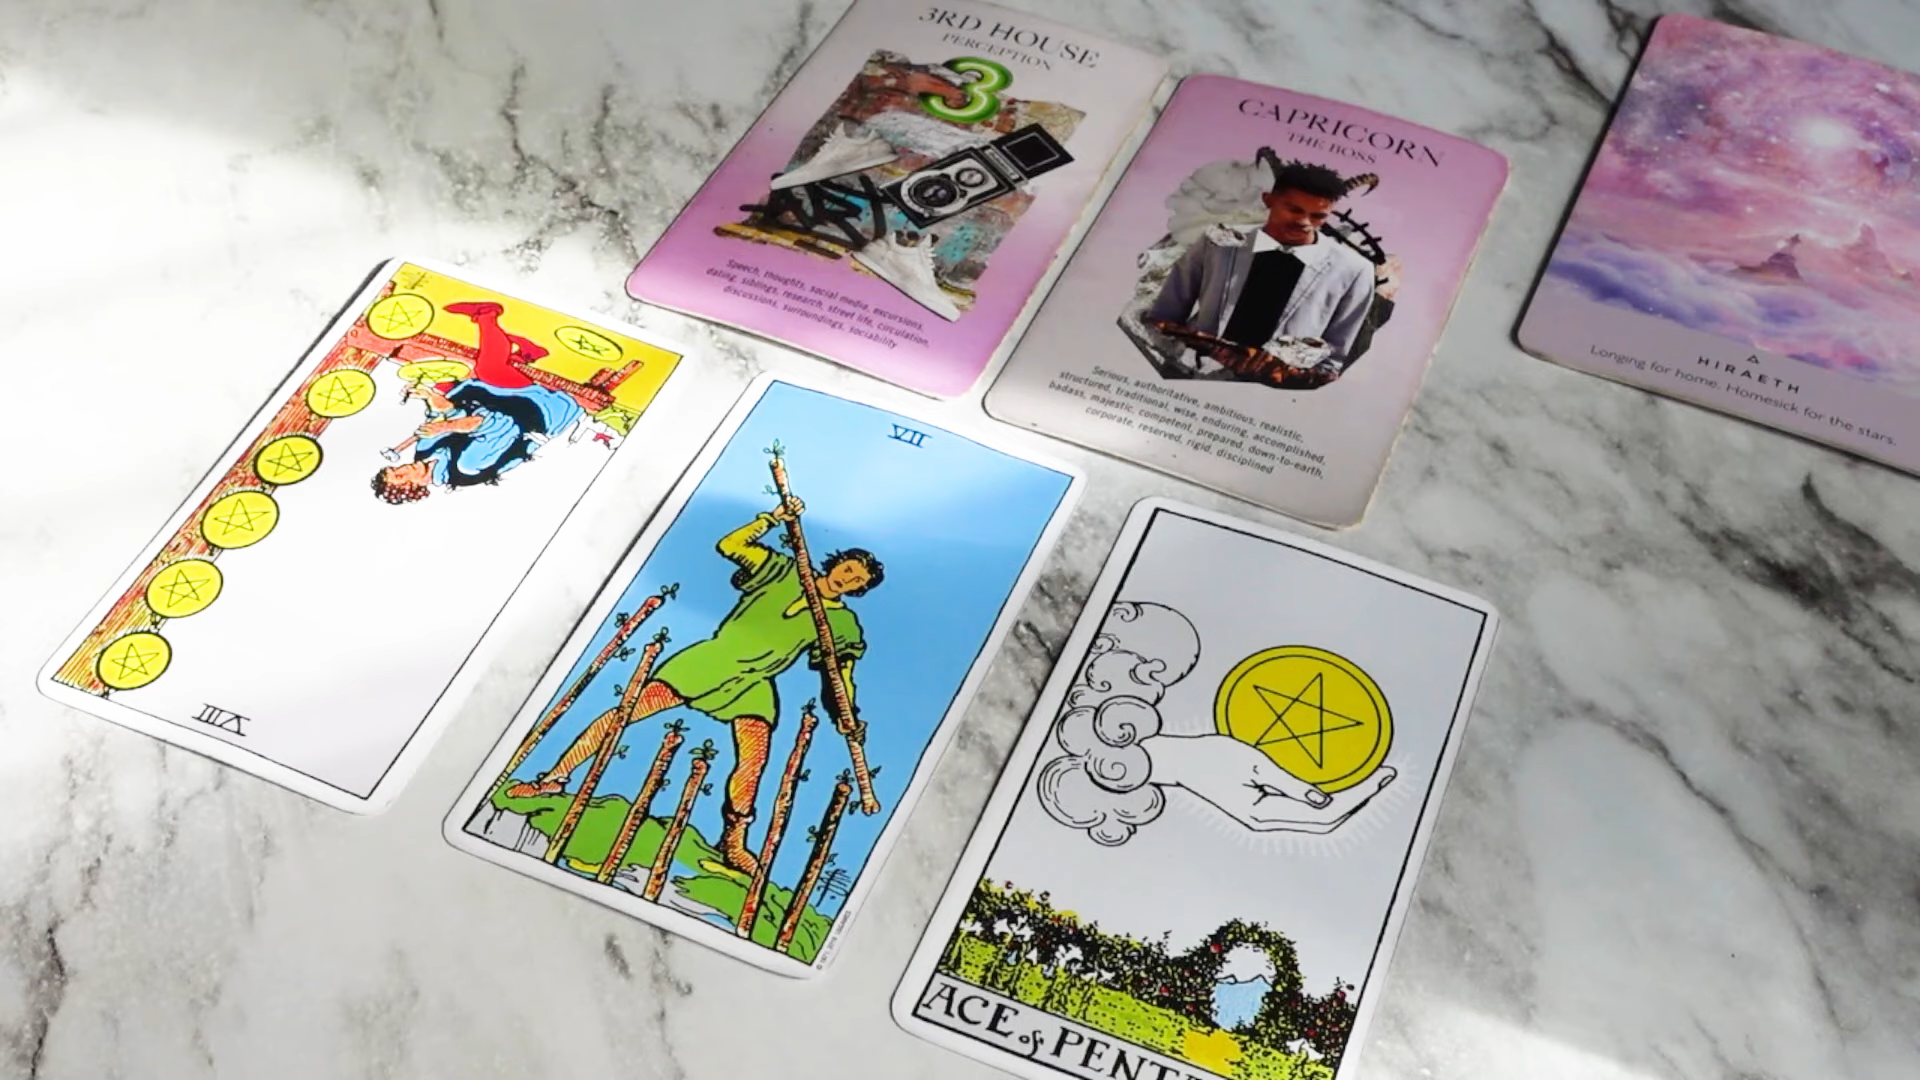 3RD HOUSE
PERCEPTION
3
Speech, thoughts, social media, excursions,
dating, siblings, research, street life, circulation,
discussions, surroundings, sociability
CAPRICORN
THE BOSS
Serious, authoritative, ambitious, realistic,
structured, traditional, wise, enduring, accomplished,
badass, majestic, competent, prepared, down-to-earth,
corporate, reserved, rigid, disciplined
HIRAETH
Longing for home. Homesick for the stars.
VIII
VII
ACE of PENT